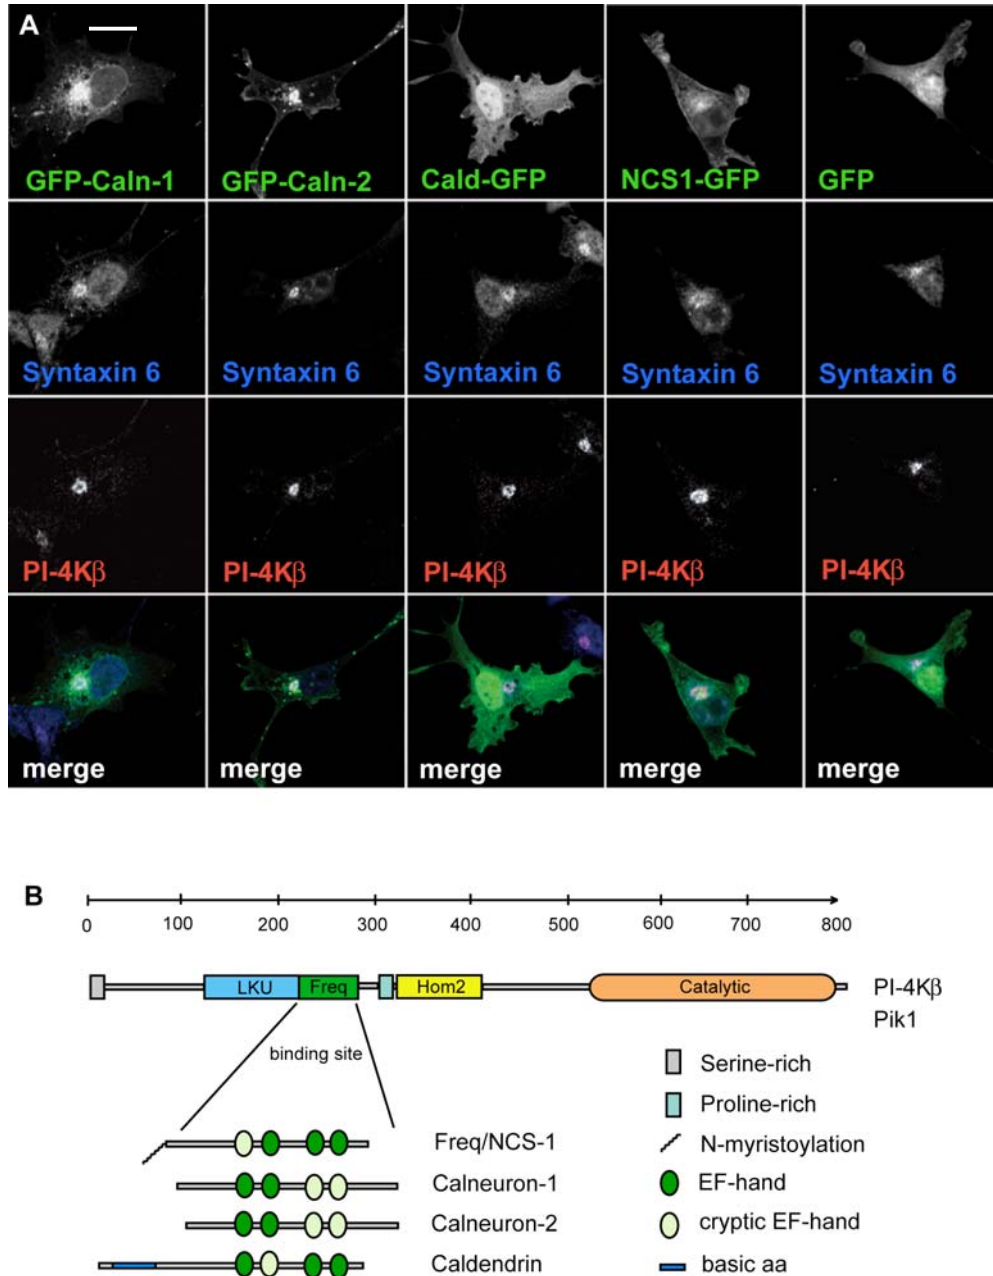 A
GFP-Caln-1 GFP-Caln-2 Cald-GFP NCS1-GFP GFP
Syntaxin 6 Syntaxin 6 Syntaxin 6 Syntaxin 6 Syntaxin 6
PI-4Kβ PI-4Kβ PI-4Kβ PI-4Kβ PI-4Kβ
merge merge merge merge merge
B
0 100 200 300 400 500 600 700 800
LKU Freq Hom2 Catalytic PI-4Kβ
Pik1
binding site
Serine-rich
Proline-rich
Freq/NCS-1 N-myristoylation
Calneuron-1 EF-hand
Calneuron-2 cryptic EF-hand
Caldendrin basic aa